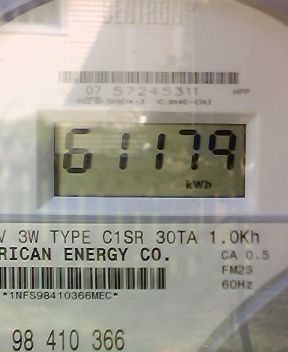 CENTRON
07 57245311
61179
kWh
V 3W TYPE C1SR 30TA 1.0Kh
RICAN ENERGY CO.
CA 0.5
FM2S
60Hz
*1NFS98410366MEC*
98 410 366